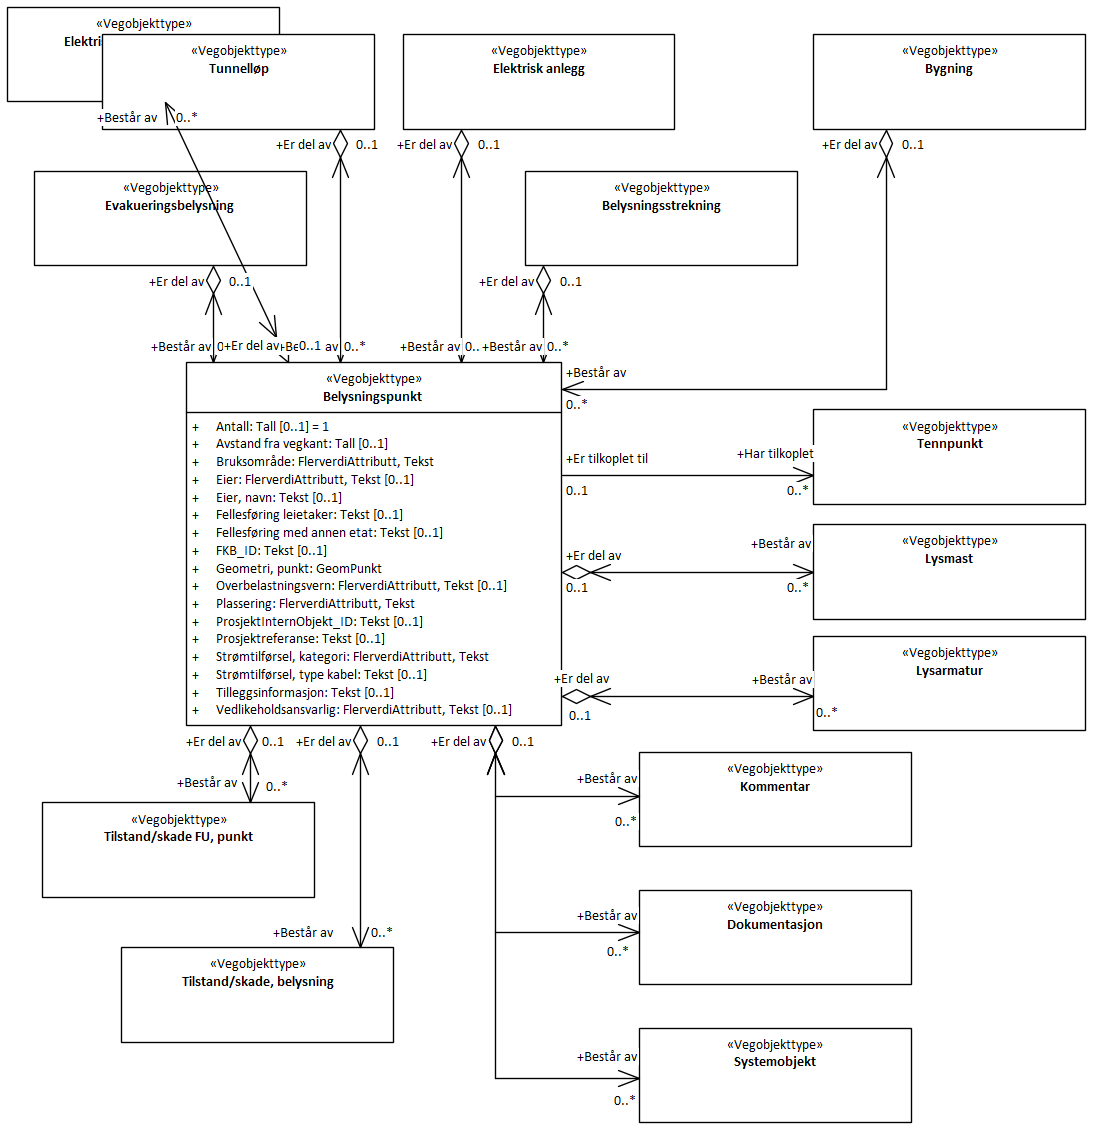 «Vegobjekttype»
«Vegobjekttype»
Tunnelløp
«Vegobjekttype»
Elektrisk anlegg
«Vegobjekttype»
Bygning
+Består av
0..*
+Er del av
0..1
+Er del av
0..1
+Er del av
0..1
«Vegobjekttype»
Evakueringsbelysning
«Vegobjekttype»
Belysningsstrekning
+Er del av
0..1
+Er del av
0..1
+Består av
+Er del av
0..1
av
0..*
+Består av
0..
+Består av
0..*
+Består av
0..*
«Vegobjekttype»
Belysningspunkt
+ Antall: Tall [0..1] = 1
+ Avstand fra vegkant: Tall [0..1]
+ Bruksområde: FlerverdiAttributt, Tekst
+ Eier: FlerverdiAttributt, Tekst [0..1]
+ Eier, navn: Tekst [0..1]
+ Fellesføring leietaker: Tekst [0..1]
+ Fellesføring med annen etat: Tekst [0..1]
+ FKB_ID: Tekst [0..1]
+ Geometri, punkt: GeomPunkt
+ Overbelastningsvern: FlerverdiAttributt, Tekst [0..1]
+ Plassering: FlerverdiAttributt, Tekst
+ ProsjektInternObjekt_ID: Tekst [0..1]
+ Prosjektreferanse: Tekst [0..1]
+ Strømtilførsel, kategori: FlerverdiAttributt, Tekst
+ Strømtilførsel, type kabel: Tekst [0..1]
+ Tilleggsinformasjon: Tekst [0..1]
+ Vedlikeholdsansvarlig: FlerverdiAttributt, Tekst [0..1]
+Er tilkoplet til
0..1
+Har tilkoplet
0..*
«Vegobjekttype»
Tennpunkt
+Er del av
0..1
+Består av
0..*
«Vegobjekttype»
Lysmast
+Er del av
0..1
+Består av
0..*
«Vegobjekttype»
Lysarmatur
+Er del av
0..1
+Er del av
0..1
+Er del av
0..1
+Består av
0..*
«Vegobjekttype»
Tilstand/skade FU, punkt
+Består av
0..*
«Vegobjekttype»
Kommentar
+Består av
0..*
«Vegobjekttype»
Dokumentasjon
+Består av
0..*
«Vegobjekttype»
Tilstand/skade, belysning
+Består av
0..*
«Vegobjekttype»
Systemobjekt